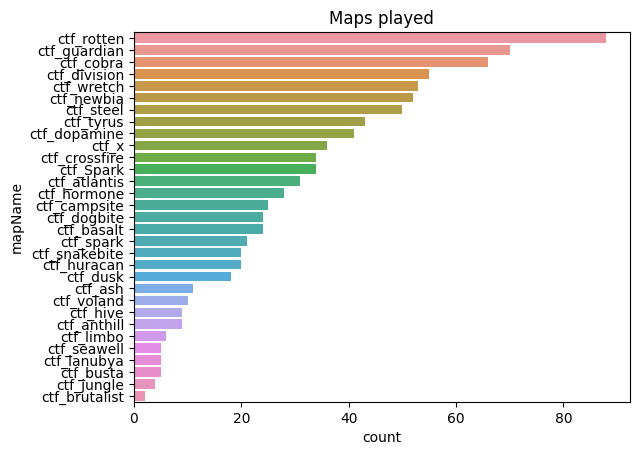 Maps played
mapName
ctf_rotten
ctf_guardian
ctf_cobra
ctf_division
ctf_wretch
ctf_newbia
ctf_steel
ctf_tyrus
ctf_dopamine
ctf_x
ctf_crossfire
ctf_Spark
ctf_atlantis
ctf_hormone
ctf_campsite
ctf_dogbite
ctf_basalt
ctf_spark
ctf_snakebite
ctf_huracan
ctf_dusk
ctf_ash
ctf_voland
ctf_hive
ctf_anthill
ctf_limbo
ctf_seawell
ctf_lanubya
ctf_busta
ctf_jungle
ctf_brutalist
0 20 40 60 80
count